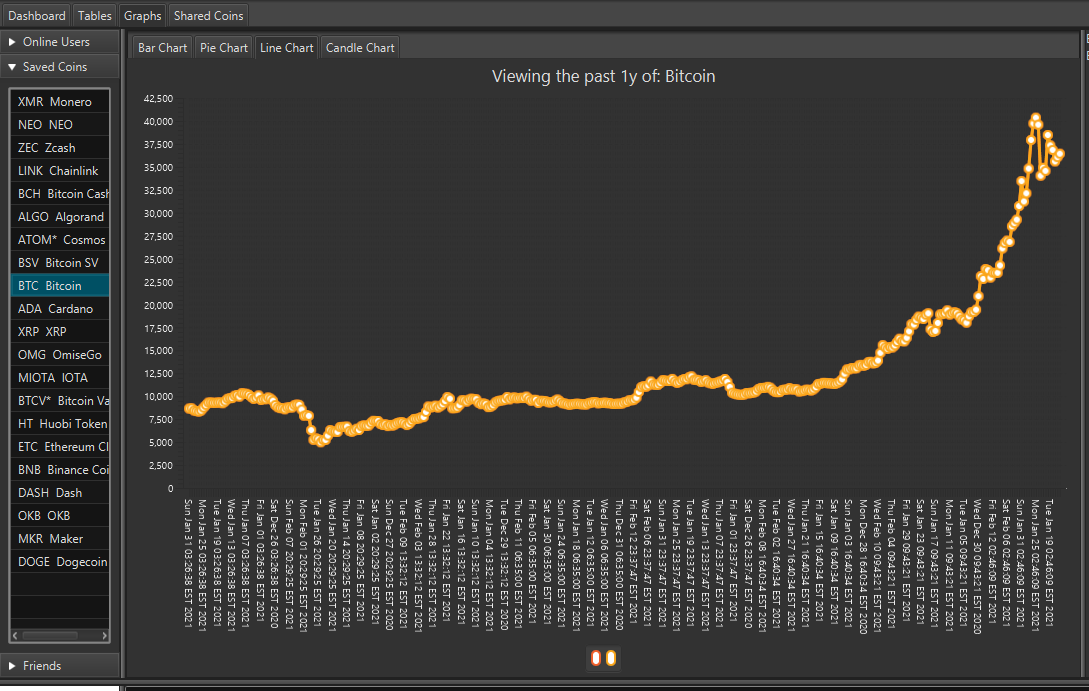 Dashboard
Tables
Graphs
Shared Coins
Online Users
Saved Coins
XMR Monero
NEO NEO
ZEC Zcash
LINK Chainlink
BCH Bitcoin Cash
ALGO Algorand
ATOM* Cosmos
BSV Bitcoin SV
BTC Bitcoin
ADA Cardano
XRP XRP
OMG OmiseGo
MIOTA IOTA
BTCV* Bitcoin Va
HT Huobi Token
ETC Ethereum Cl
BNB Binance Coi
DASH Dash
OKB OKB
MKR Maker
DOGE Dogecoin
Friends
Bar Chart
Pie Chart
Line Chart
Candle Chart
Viewing the past 1y of: Bitcoin
42,500
40,000
37,500
35,000
32,500
30,000
27,500
25,000
22,500
20,000
17,500
15,000
12,500
10,000
7,500
5,000
2,500
0
Sun Jan 31 03:26:38 EST 2021
Mon Jan 25 03:26:38 EST 2021
Tue Jan 19 03:26:38 EST 2021
Wed Jan 13 03:26:38 EST 2021
Thu Jan 07 03:26:38 EST 2021
Fri Jan 01 03:26:38 EST 2021
Sat Dec 26 03:26:38 EST 2020
Sun Feb 07 20:29:25 EST 2021
Mon Feb 01 20:29:25 EST 2021
Tue Jan 26 20:29:25 EST 2021
Wed Jan 20 20:29:25 EST 2021
Thu Jan 14 20:29:25 EST 2021
Fri Jan 08 20:29:25 EST 2021
Sat Jan 02 20:29:25 EST 2021
Sun Dec 27 20:29:25 EST 2020
Tue Feb 09 13:32:12 EST 2021
Wed Feb 03 13:32:12 EST 2021
Thu Jan 28 13:32:12 EST 2021
Fri Jan 22 13:32:12 EST 2021
Sat Jan 16 13:32:12 EST 2021
Sun Jan 10 13:32:12 EST 2021
Mon Jan 04 13:32:12 EST 2021
Tue Dec 29 13:32:12 EST 2020
Thu Feb 11 06:35:00 EST 2021
Fri Feb 05 06:35:00 EST 2021
Sat Jan 30 06:35:00 EST 2021
Sun Jan 24 06:35:00 EST 2021
Mon Jan 18 06:35:00 EST 2021
Tue Jan 12 06:35:00 EST 2021
Wed Jan 06 06:35:00 EST 2021
Thu Dec 31 06:35:00 EST 2020
Fri Feb 12 23:37:47 EST 2021
Sat Feb 06 23:37:47 EST 2021
Sun Jan 31 23:37:47 EST 2021
Mon Jan 25 23:37:47 EST 2021
Tue Jan 19 23:37:47 EST 2021
Wed Jan 13 23:37:47 EST 2021
Thu Jan 07 23:37:47 EST 2021
Fri Jan 01 23:37:47 EST 2021
Sat Dec 26 23:37:47 EST 2020
Mon Feb 08 16:40:34 EST 2021
Tue Feb 02 16:40:34 EST 2021
Wed Jan 27 16:40:34 EST 2021
Thu Jan 21 16:40:34 EST 2021
Fri Jan 15 16:40:34 EST 2021
Sat Jan 09 16:40:34 EST 2021
Sun Jan 03 16:40:34 EST 2021
Mon Dec 28 16:40:34 EST 2020
Wed Feb 10 09:43:21 EST 2021
Thu Feb 04 09:43:21 EST 2021
Fri Jan 29 09:43:21 EST 2021
Sat Jan 23 09:43:21 EST 2021
Sun Jan 17 09:43:21 EST 2021
Mon Jan 11 09:43:21 EST 2021
Tue Jan 05 09:43:21 EST 2021
Wed Dec 30 09:43:21 EST 2020
Fri Feb 12 02:46:09 EST 2021
Sat Feb 06 02:46:09 EST 2021
Sun Jan 31 02:46:09 EST 2021
Mon Jan 25 02:46:09 EST 2021
Tue Jan 19 02:46:09 EST 2021